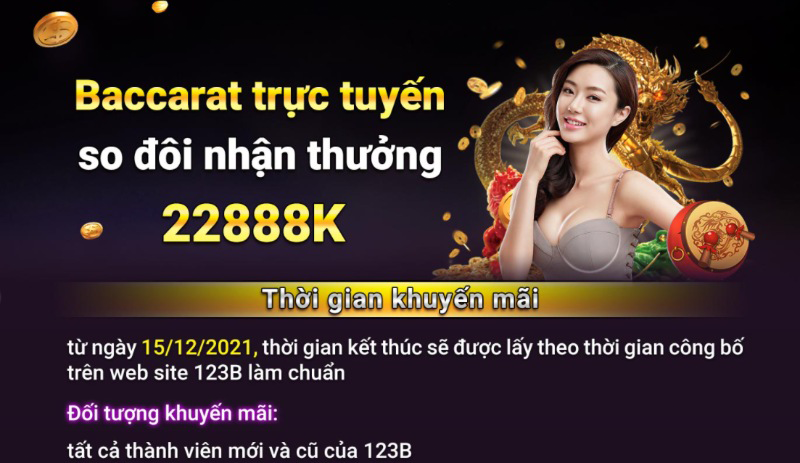 Baccarat trực tuyến
so đôi nhận thưởng
22888K
Thời gian khuyến mãi
từ ngày 15/12/2021, thời gian kết thúc sẽ được lấy theo thời gian công bố
trên web site 123B làm chuẩn
Đối tượng khuyến mãi:
tất cả thành viên mới và cũ của 123B